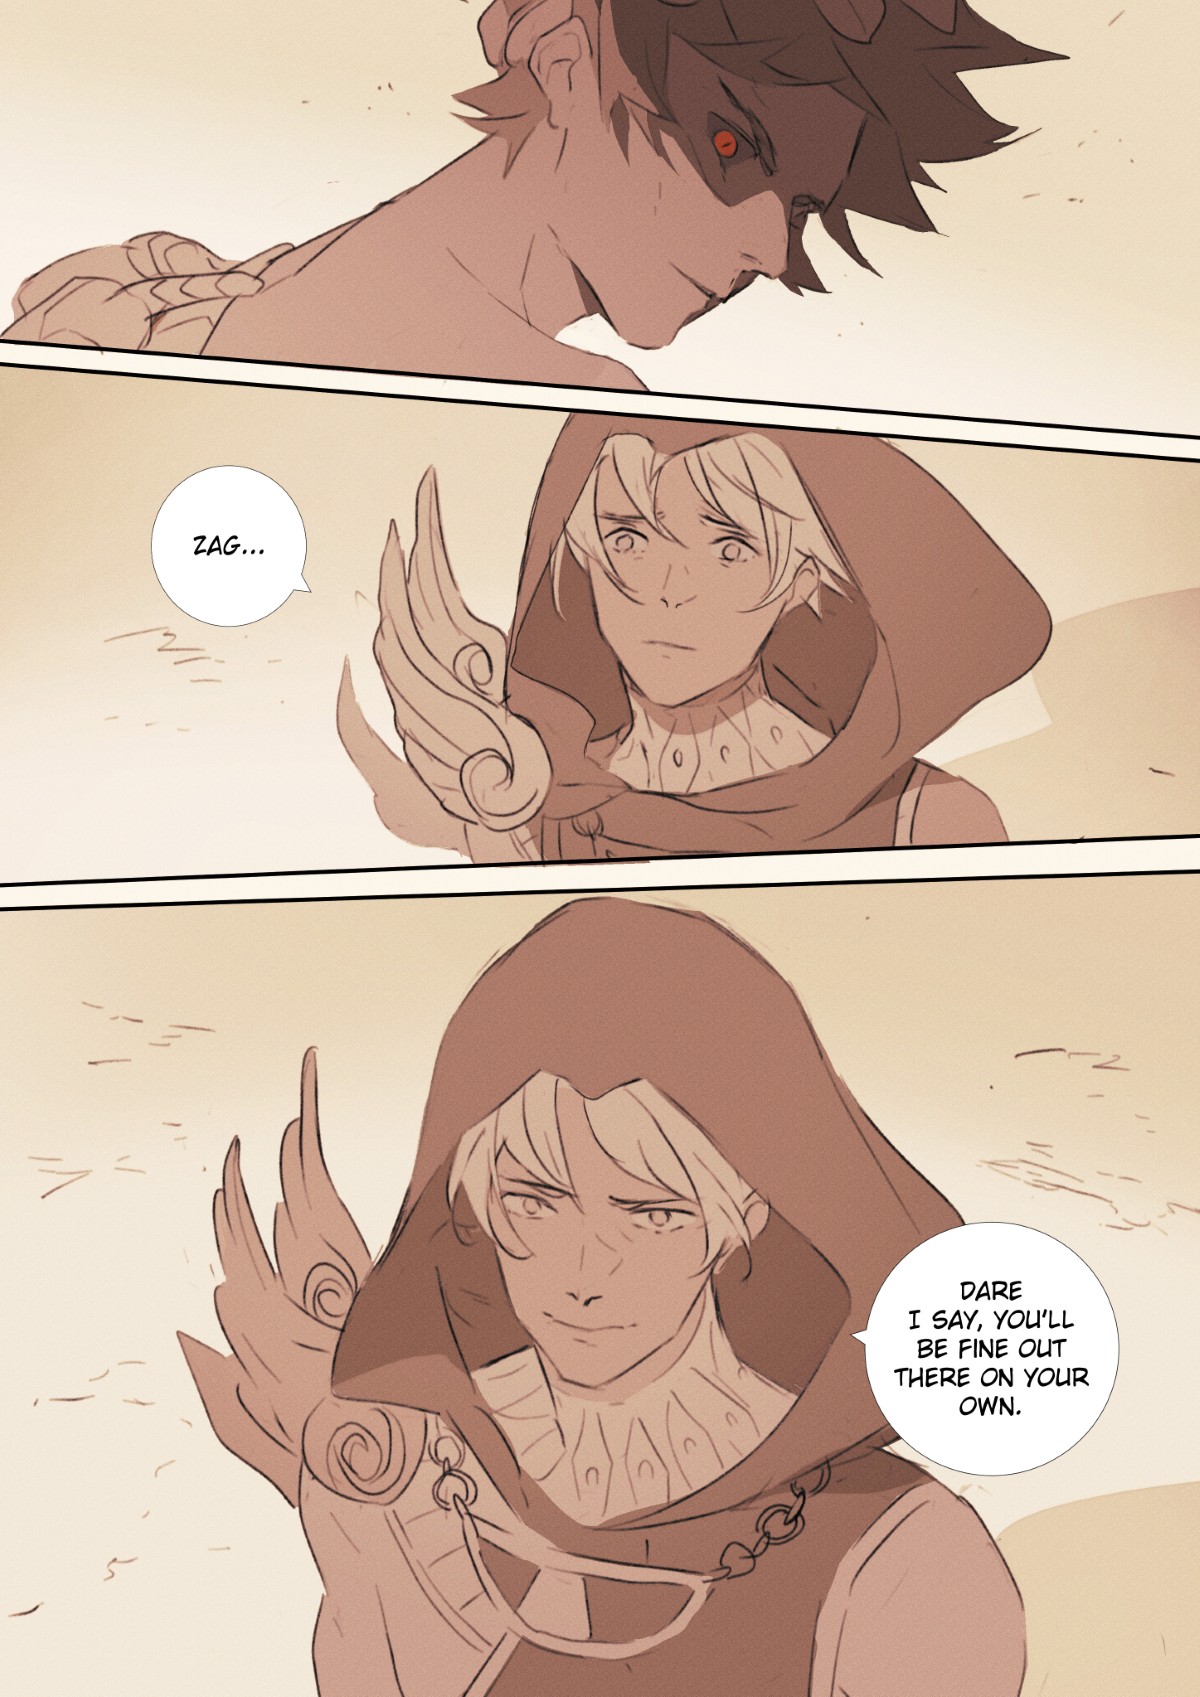 ZAG...
DARE
I SAY, YOU'LL
BE FINE OUT
THERE ON YOUR
OWN.